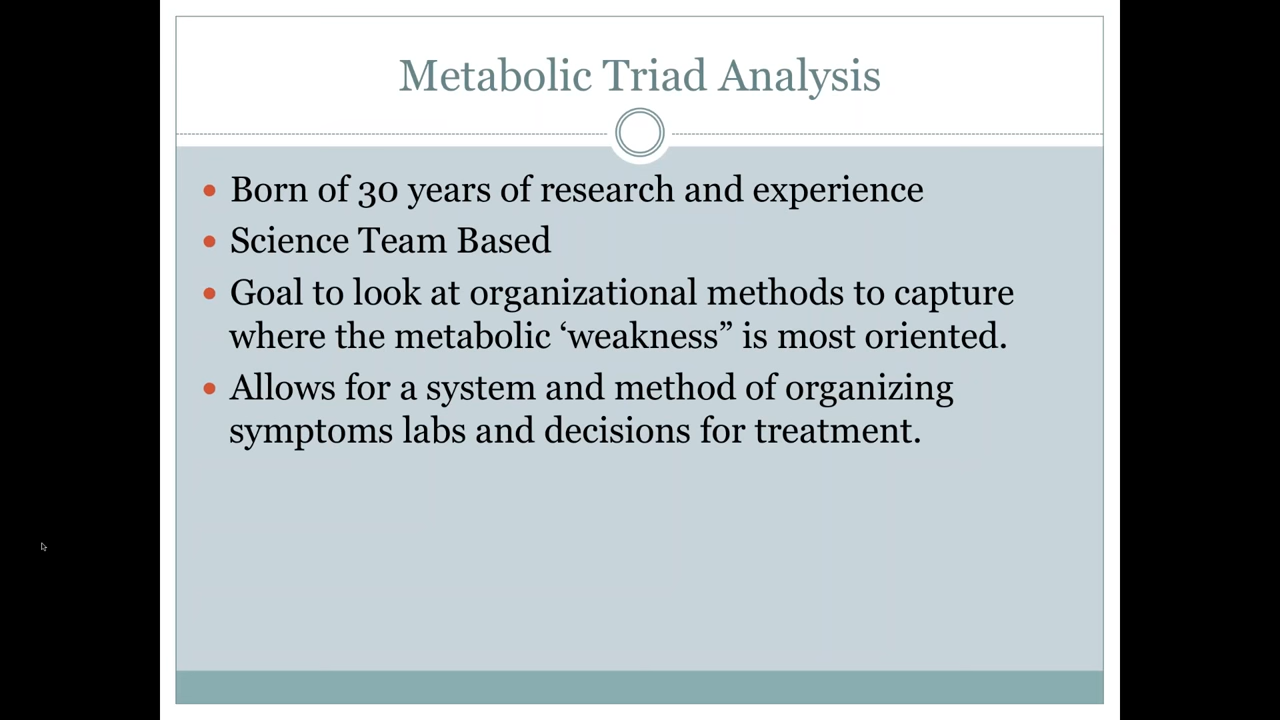 Metabolic Triad Analysis
• Born of 30 years of research and experience
• Science Team Based
• Goal to look at organizational methods to capture
where the metabolic ‘weakness” is most oriented.
• Allows for a system and method of organizing
symptoms labs and decisions for treatment.